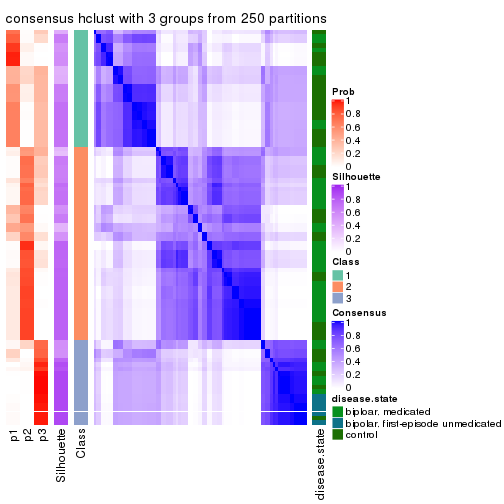 consensus hclust with 3 groups from 250 partitions
Prob
1
0.8
0.6
0.4
0.2
0
Silhouette
1
0.8
0.6
0.4
0.2
0
Class
1
2
3
Consensus
1
0.8
0.6
0.4
0.2
0
disease.state
biploar. medicated
bipolar. first-episode unmedicated
control
p1
p2
p3
Silhouette
Class
disease.state